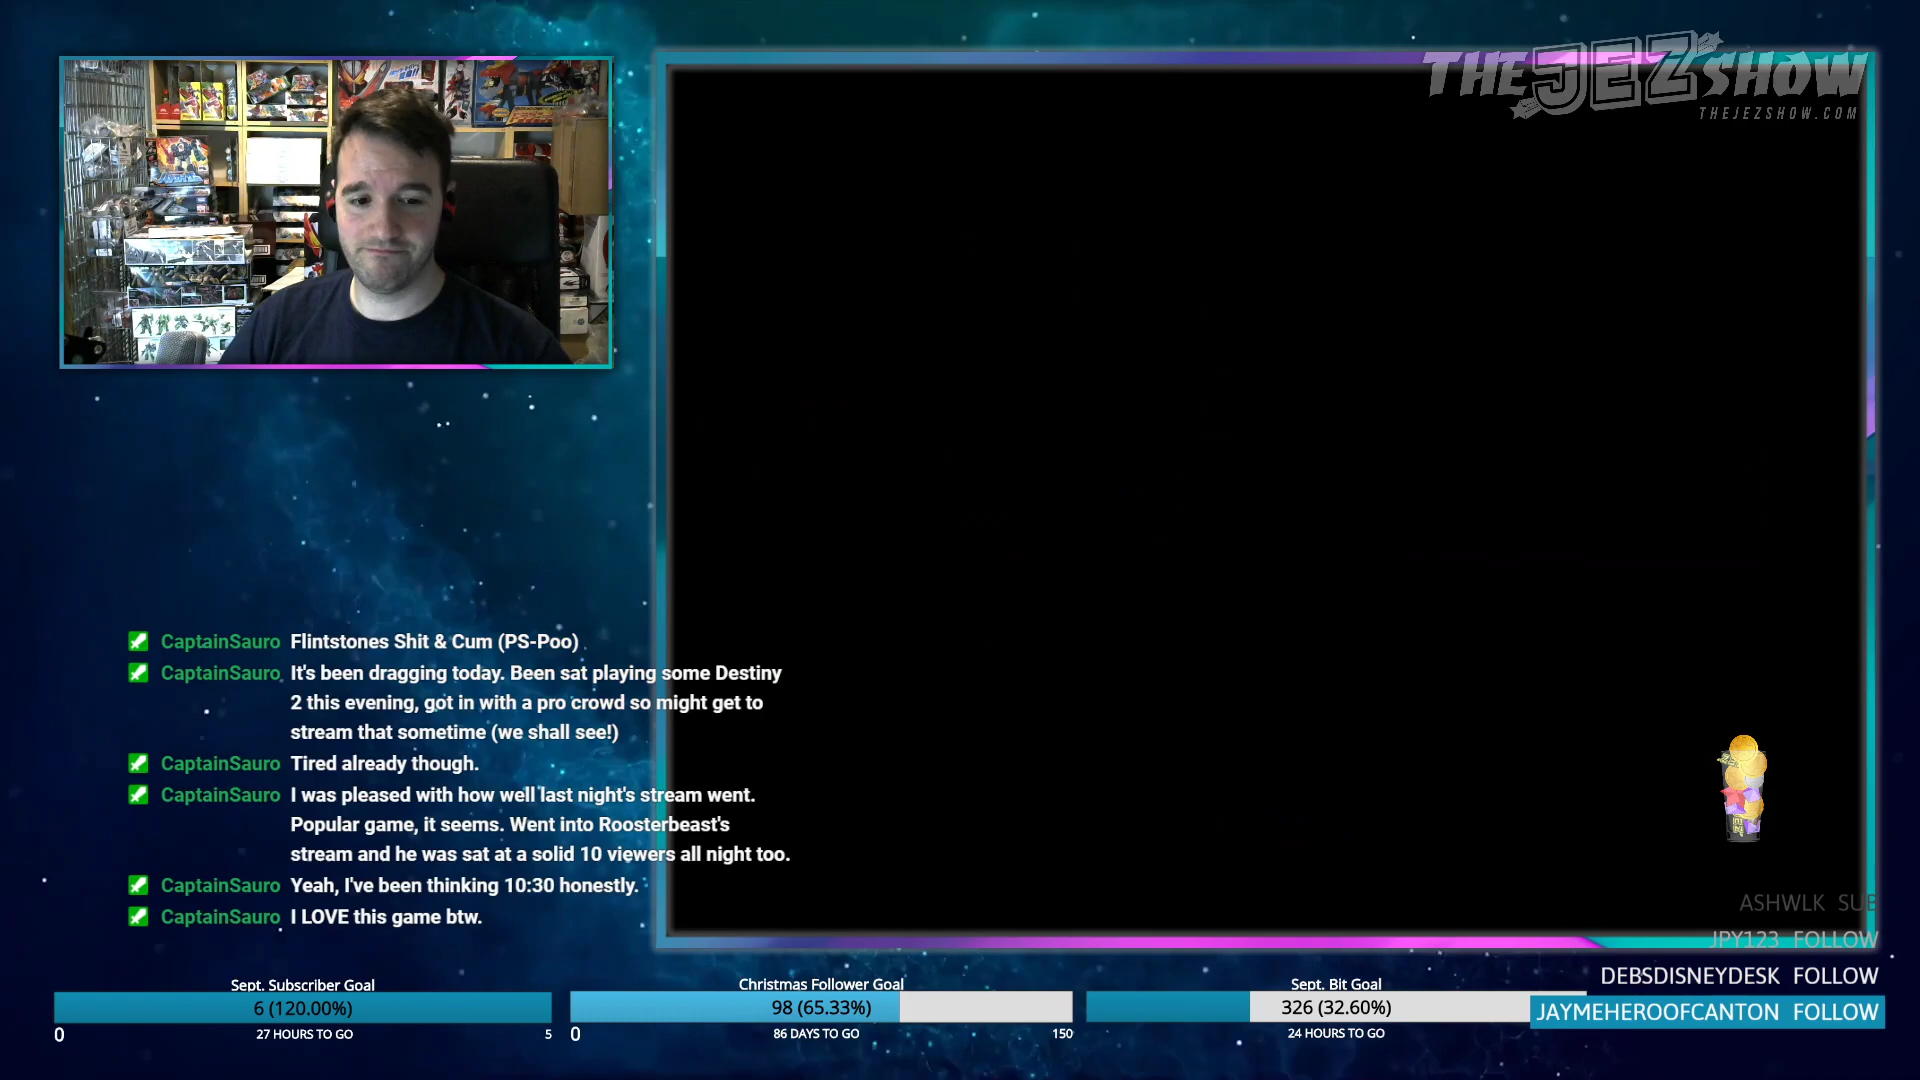 THE JEZ SHOW
THEJEZSHOW.COM
CaptainSauro Flintstones Shit & Cum (PS-Poo)
CaptainSauro It's been dragging today. Been sat playing some Destiny
2 this evening, got in with a pro crowd so might get to
stream that sometime (we shall see!)
CaptainSauro Tired already though.
CaptainSauro I was pleased with how well last night's stream went.
Popular game, it seems. Went into Roosterbeast's
stream and he was sat at a solid 10 viewers all night too.
CaptainSauro Yeah, I've been thinking 10:30 honestly.
CaptainSauro I LOVE this game btw.
ASHWLK SUB
JPY123 FOLLOW
DEBSDISNEYDESK FOLLOW
JAYMEHEROOFCANTON FOLLOW
Sept. Subscriber Goal
6 (120.00%)
0 27 HOURS TO GO 5
Christmas Follower Goal
98 (65.33%)
0 86 DAYS TO GO 150
Sept. Bit Goal
326 (32.60%)
24 HOURS TO GO